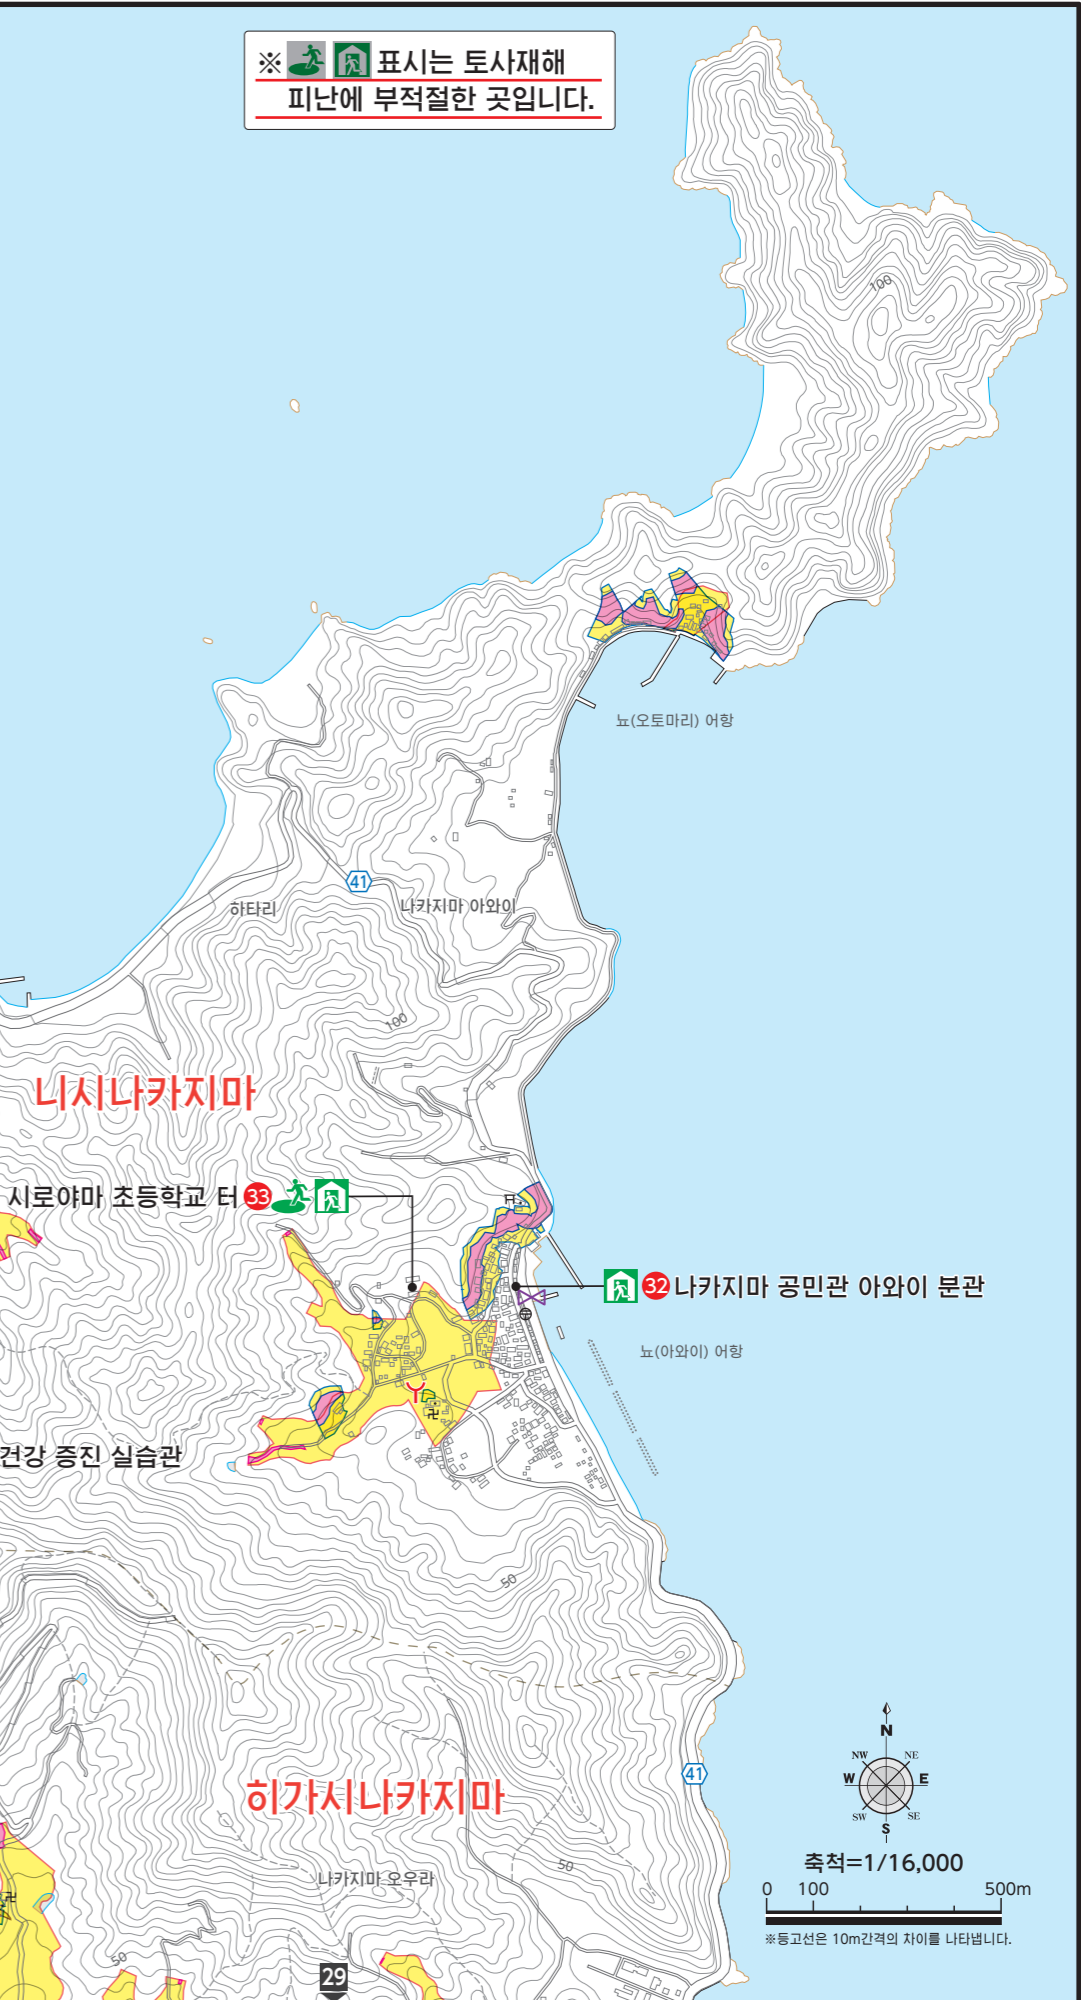 ※ 표시는 토사재해
피난에 부적절한 곳입니다.
100
뇨(오토마리) 어항
41
하타리
나카지마 아와이
100
니시나카지마
시로야마 초등학교 터 33
32 나카지마 공민관 아와이 분관
뇨(아와이) 어항
건강 증진 실습관
50
N
NW NE
W E
SW SE
S
41
히가시나카지마
축척=1/16,000
50
나카지마 오우라
0 100 500m
※등고선은 10m간격의 차이를 나타냅니다.
50
29